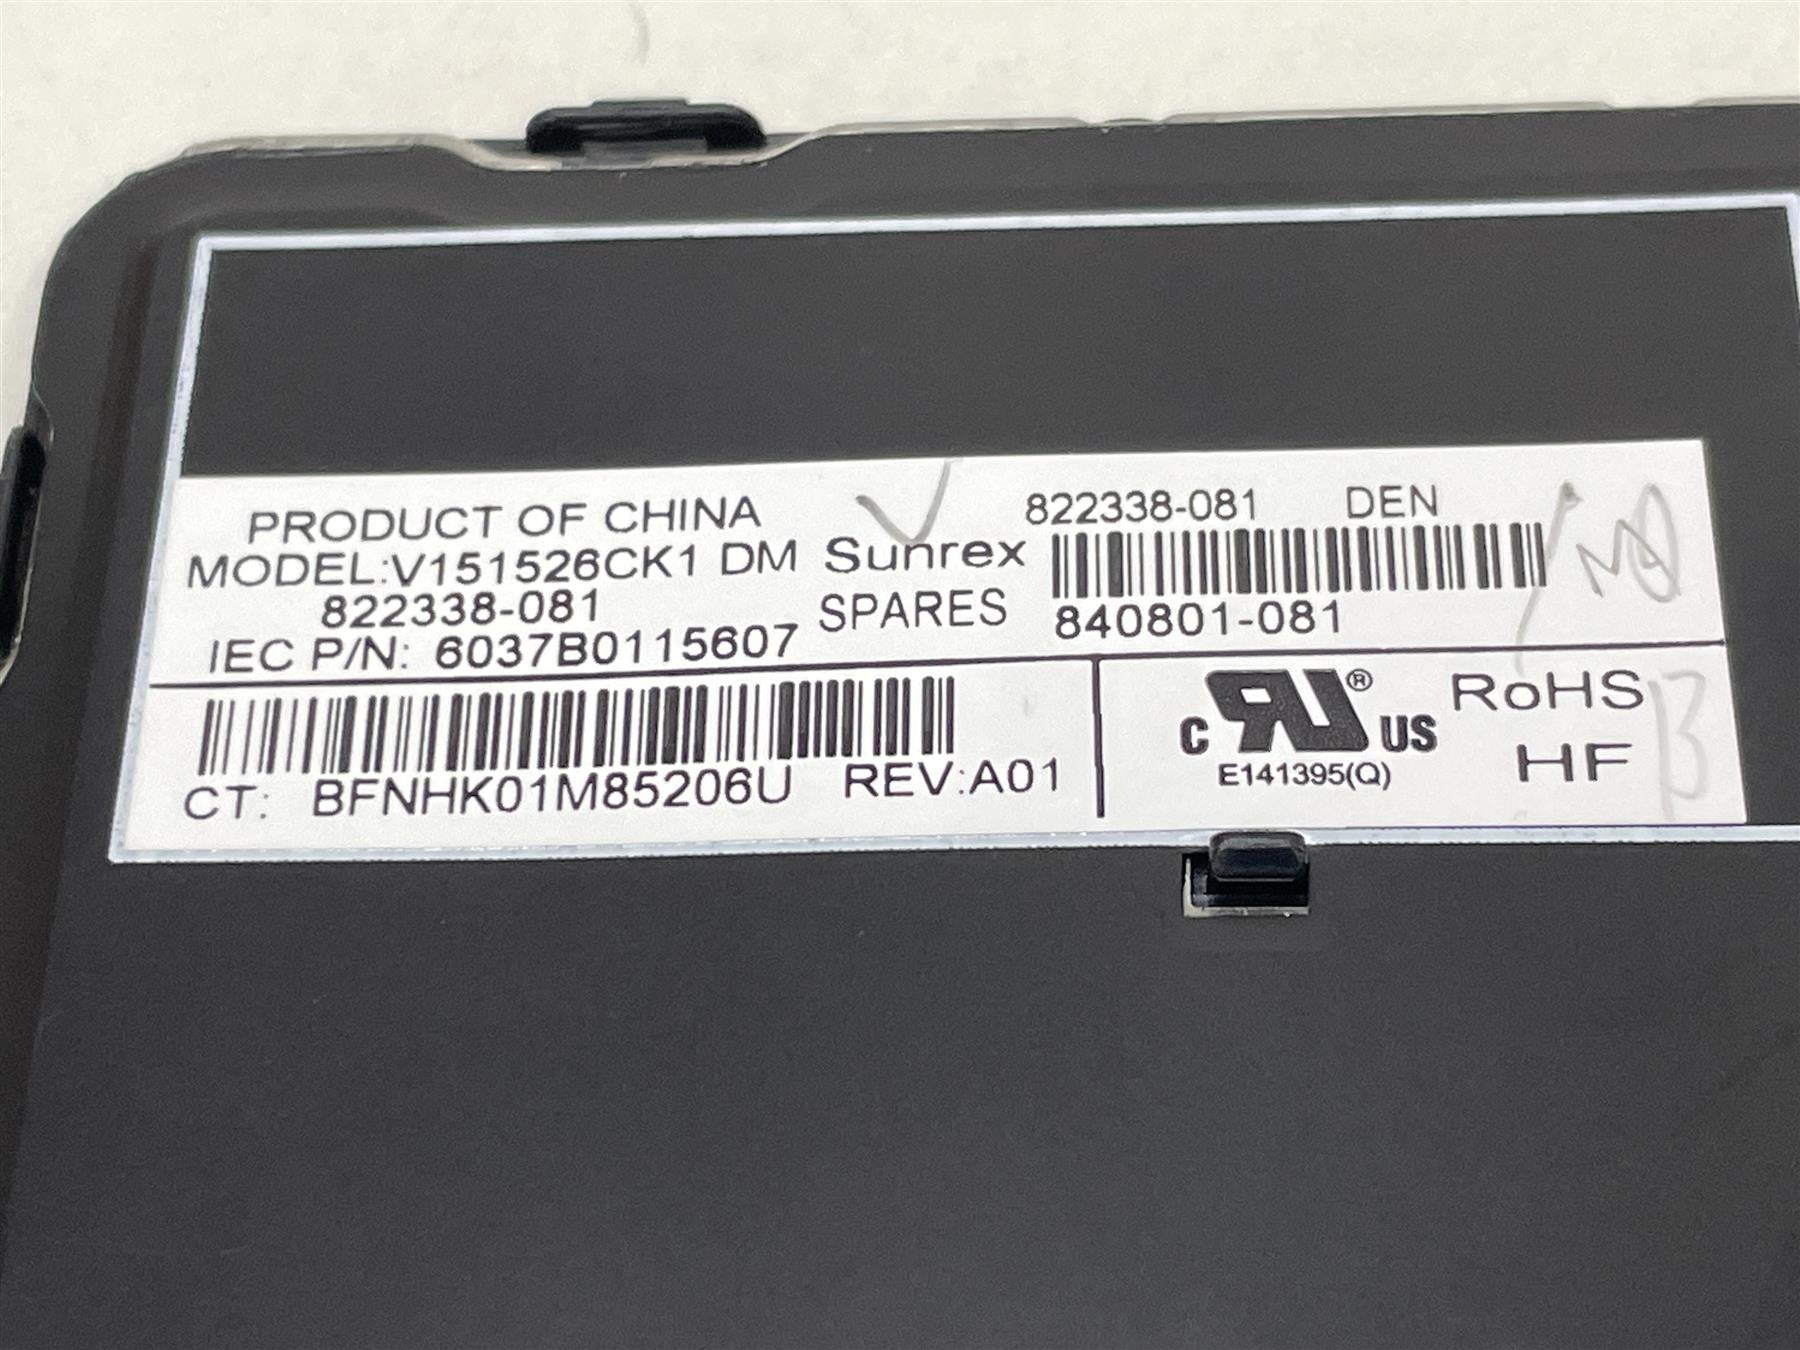 PRODUCT OF CHINA
MODEL:V151526CK1 DM Sunrex
822338-081
SPARES
IEC P/N: 6037B0115607
822338-081 DEN
840801-081
CT: BFNHK01M85206U REV:A01
C RU ® US
E141395(Q)
RoHS
HF
B